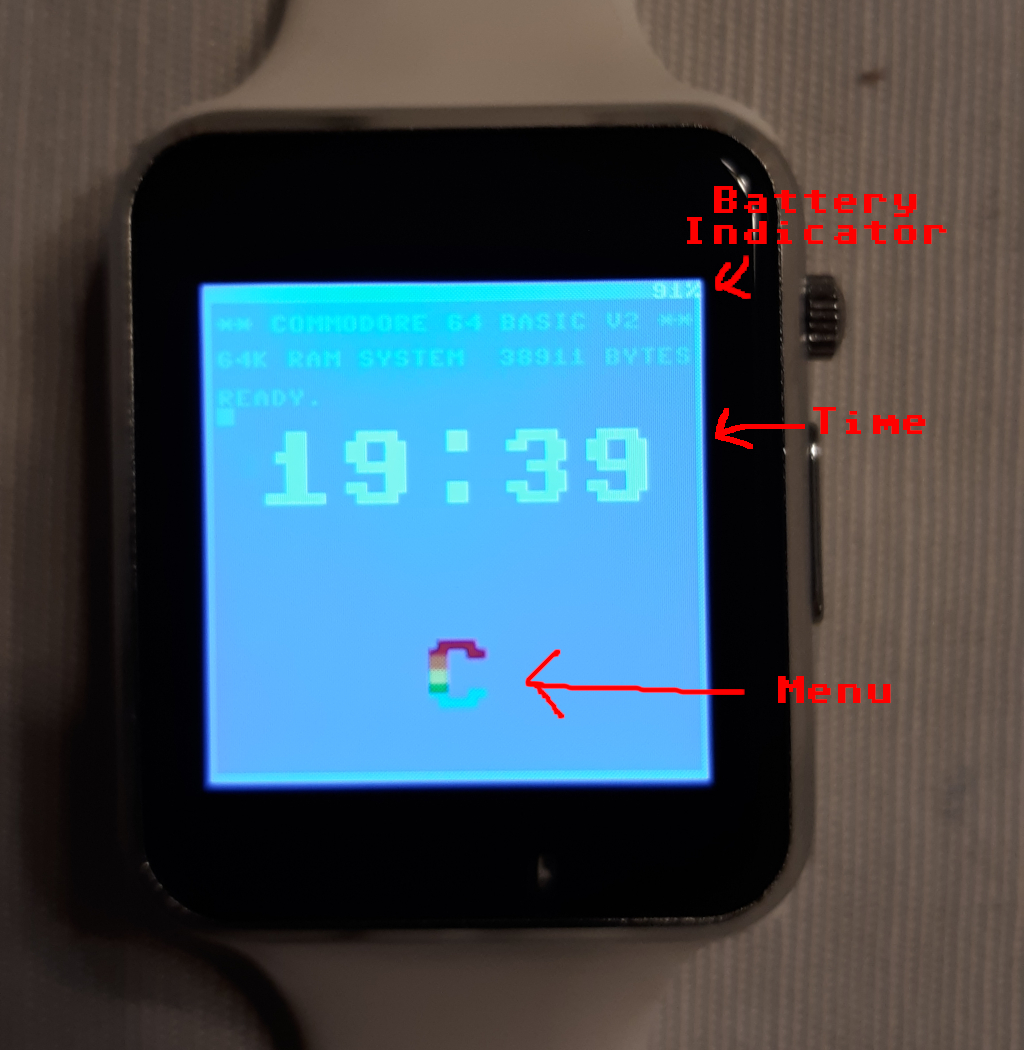 Battery
Indicator
91%
** COMMODORE 64 BASIC V2 **
64K RAM SYSTEM 38911 BYTES
READY.
19:39
Time
C
Menu